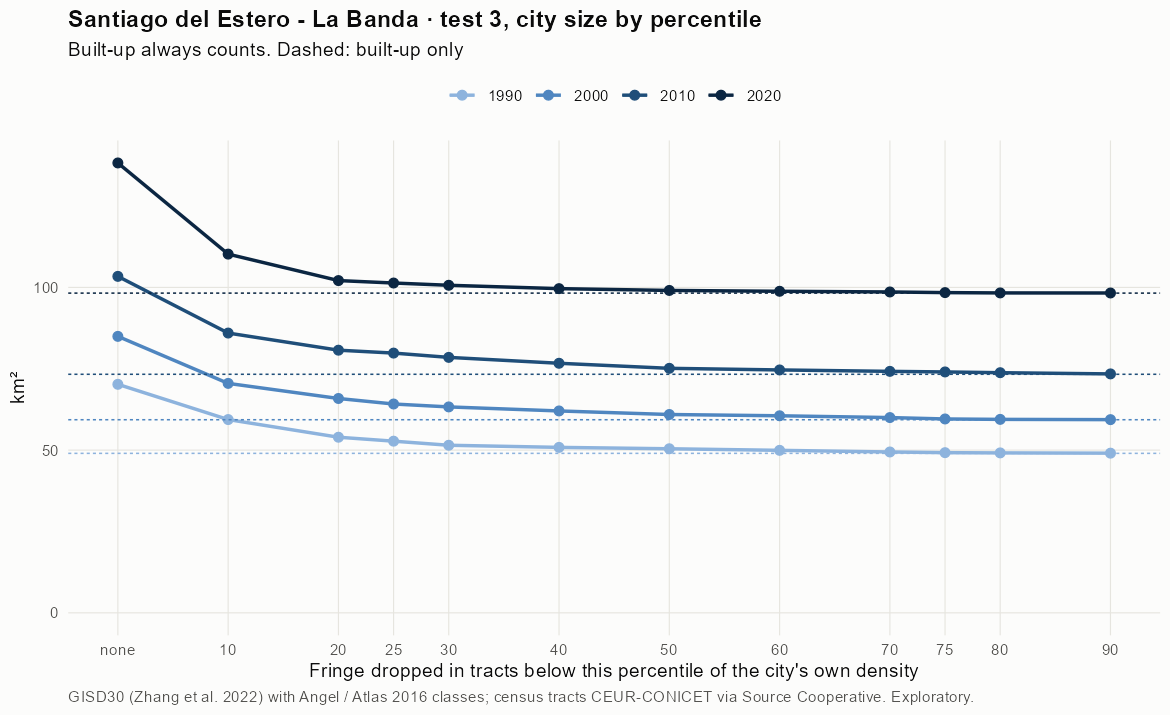 Santiago del Estero - La Banda · test 3, city size by percentile
Built-up always counts. Dashed: built-up only
1990 2000 2010 2020
100
50
0
km²
none 10 20 25 30 40 50 60 70 75 80 90
Fringe dropped in tracts below this percentile of the city's own density
GISD30 (Zhang et al. 2022) with Angel / Atlas 2016 classes; census tracts CEUR-CONICET via Source Cooperative. Exploratory.